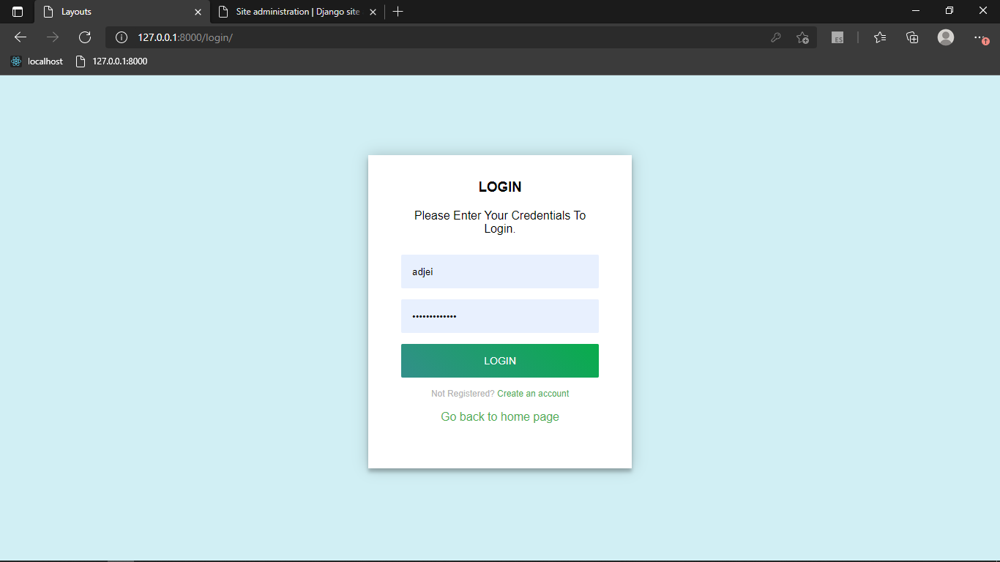 Layouts
Site administration | Django site
127.0.0.1:8000/login/
ES
localhost
127.0.0.1:8000
LOGIN
Please Enter Your Credentials To
Login.
adjei
•••••••••••••
LOGIN
Not Registered? Create an account
Go back to home page